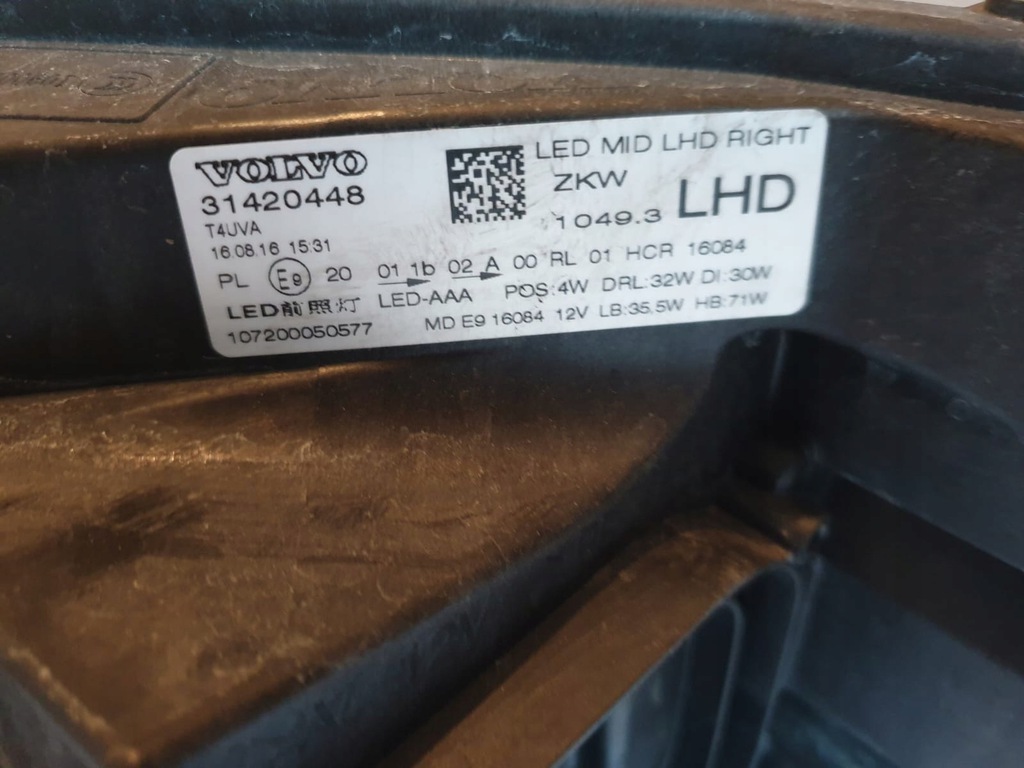 VOLVO
31420448
T4UVA
16.08.16 15:31
LED MID LHD RIGHT
ZKW
1049.3 LHD
PL E9 20 01 1b 02 A 00 RL 01 HCR 16084
LED前照灯 LED-AAA POS:4W DRL:32W DI:30W
107200050577 MD E9 16084 12V LB:35.5W HB:71W